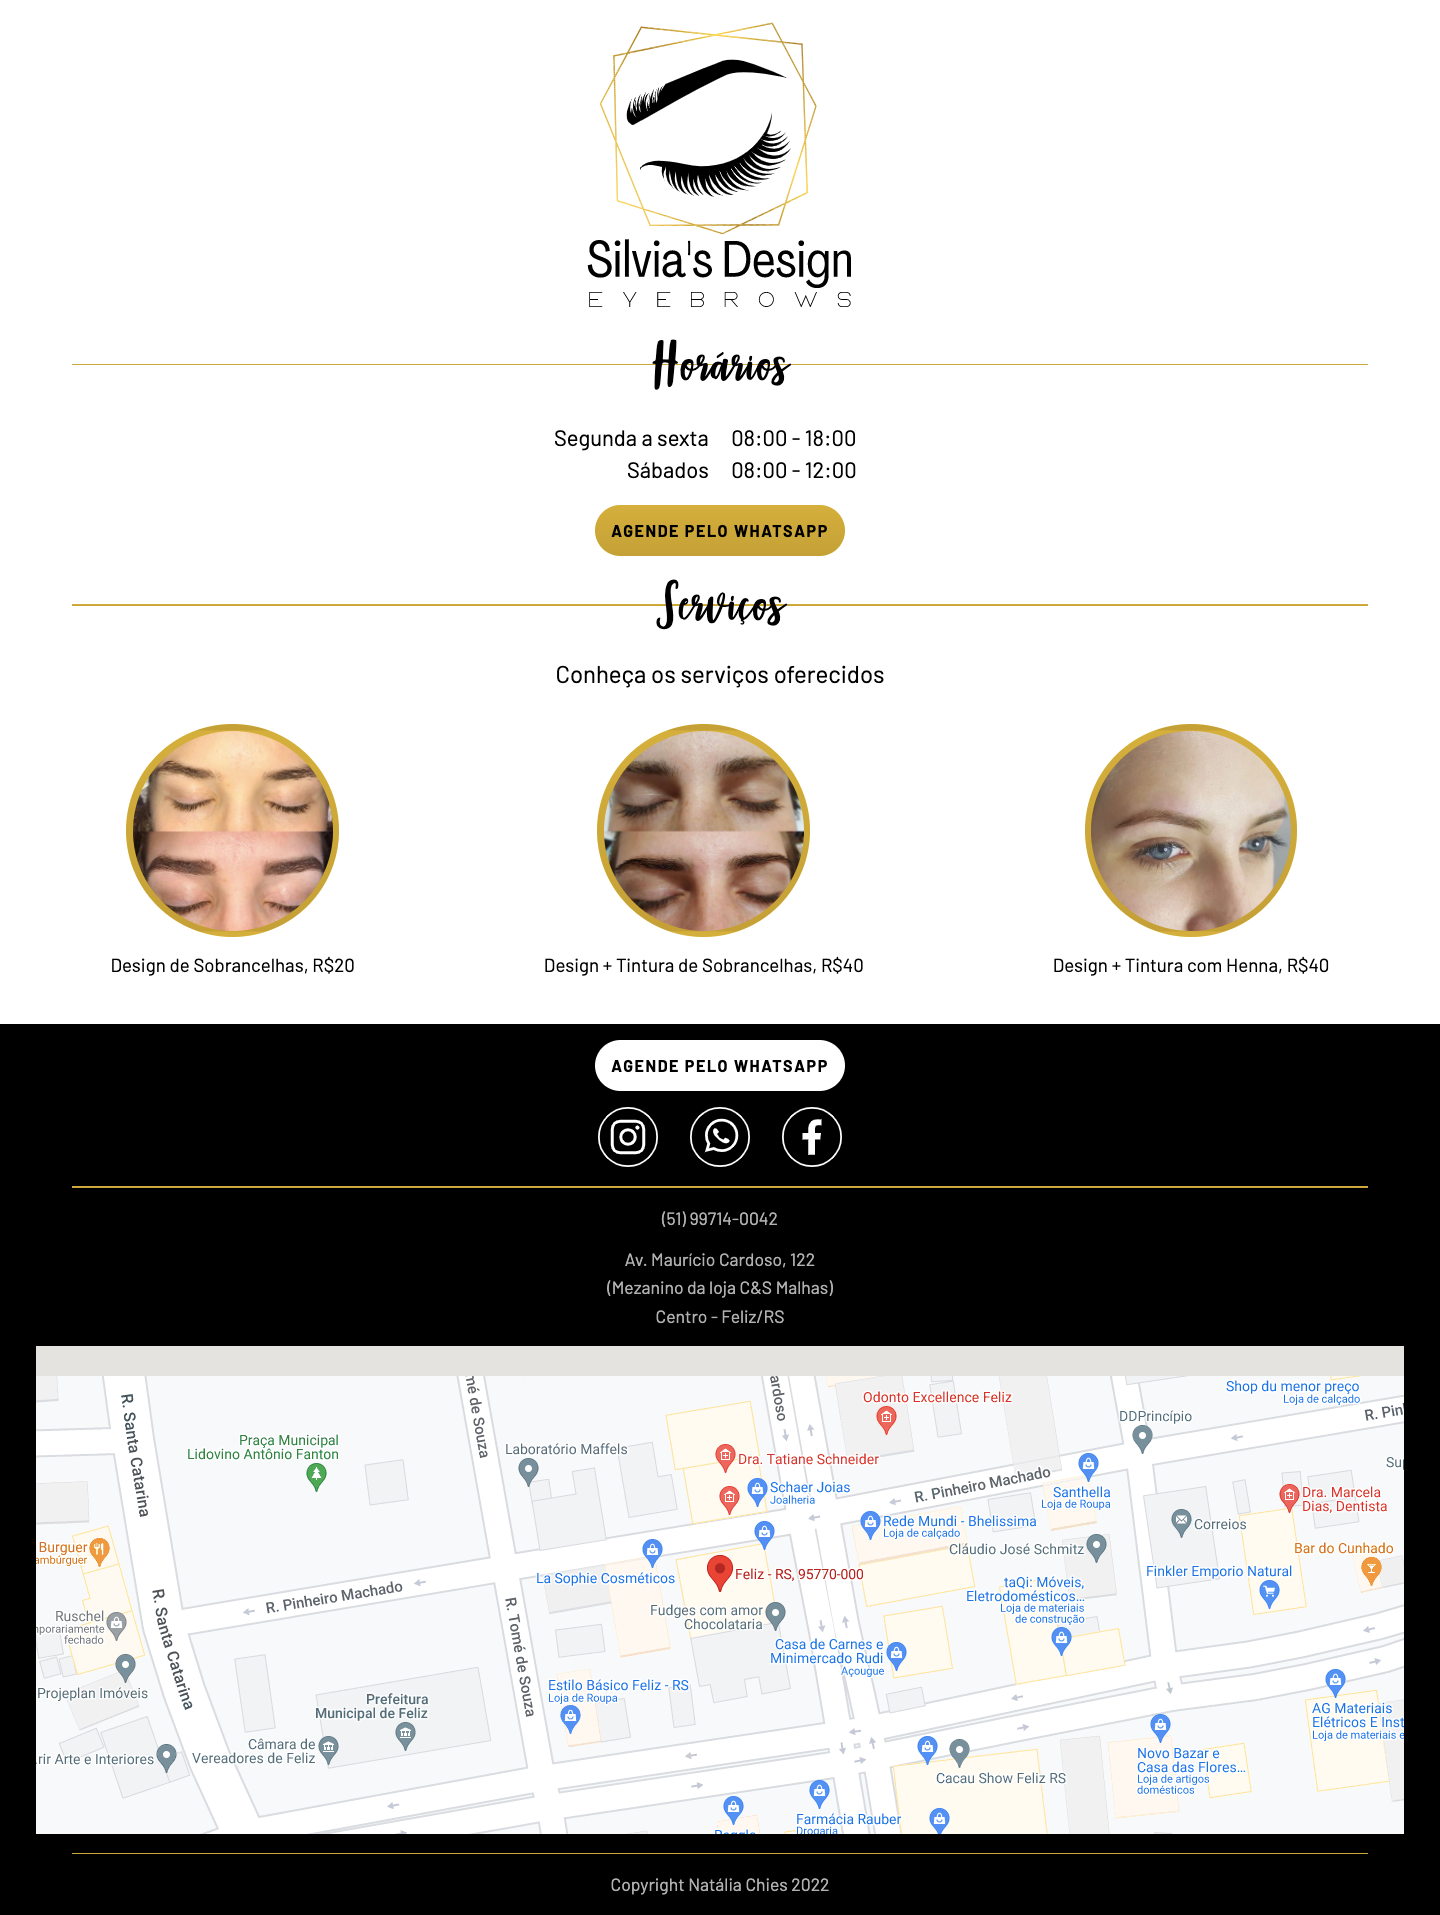 Silvia's Design
EYEBROWS
Horários
Segunda a sexta 08:00 - 18:00
Sábados 08:00 - 12:00
AGENDE PELO WHATSAPP
Serviços
Conheça os serviços oferecidos
Design de Sobrancelhas, R$20
Design + Tintura de Sobrancelhas, R$40
Design + Tintura com Henna, R$40
AGENDE PELO WHATSAPP
(51) 99714-0042
Av. Maurício Cardoso, 122
(Mezanino da loja C&S Malhas)
Centro - Feliz/RS
R. Santa Catarina
mé de Souza
ardoso
Odonto Excellence Feliz
Shop du menor preço
Loja de calçado
DDPrincípio
R. Pinh
Praça Municipal
Lidovino Antônio Fanton
Laboratório Maffels
Dra. Tatiane Schneider
Schaer Joias
Joalheria
R. Pinheiro Machado
Santhella
Loja de Roupa
Dra. Marcela
Dias, Dentista
Rede Mundi - Bhelissima
Loja de calçado
Correios
Burguer
ambúrguer
Cláudio José Schmitz
Bar do Cunhado
La Sophie Cosméticos
Feliz - RS, 95770-000
Finkler Emporio Natural
taQi: Móveis,
Eletrodomésticos...
Loja de materiais
de construção
R. Pinheiro Machado
R. Santa Catarina
R. Tomé de Souza
Ruschel
nporariamente
fechado
Fudges com amor
Chocolataria
Casa de Carnes e
Minimercado Rudi
Açougue
Projeplan Imóveis
Estilo Básico Feliz - RS
Loja de Roupa
Prefeitura
Municipal de Feliz
AG Materiais
Elétricos E Inst
Loja de materiais e
Câmara de
Vereadores de Feliz
rir Arte e Interiores
Novo Bazar e
Casa das Flores...
Loja de artigos
domésticos
Cacau Show Feliz RS
Farmácia Rauber
Drogaria
Copyright Natália Chies 2022